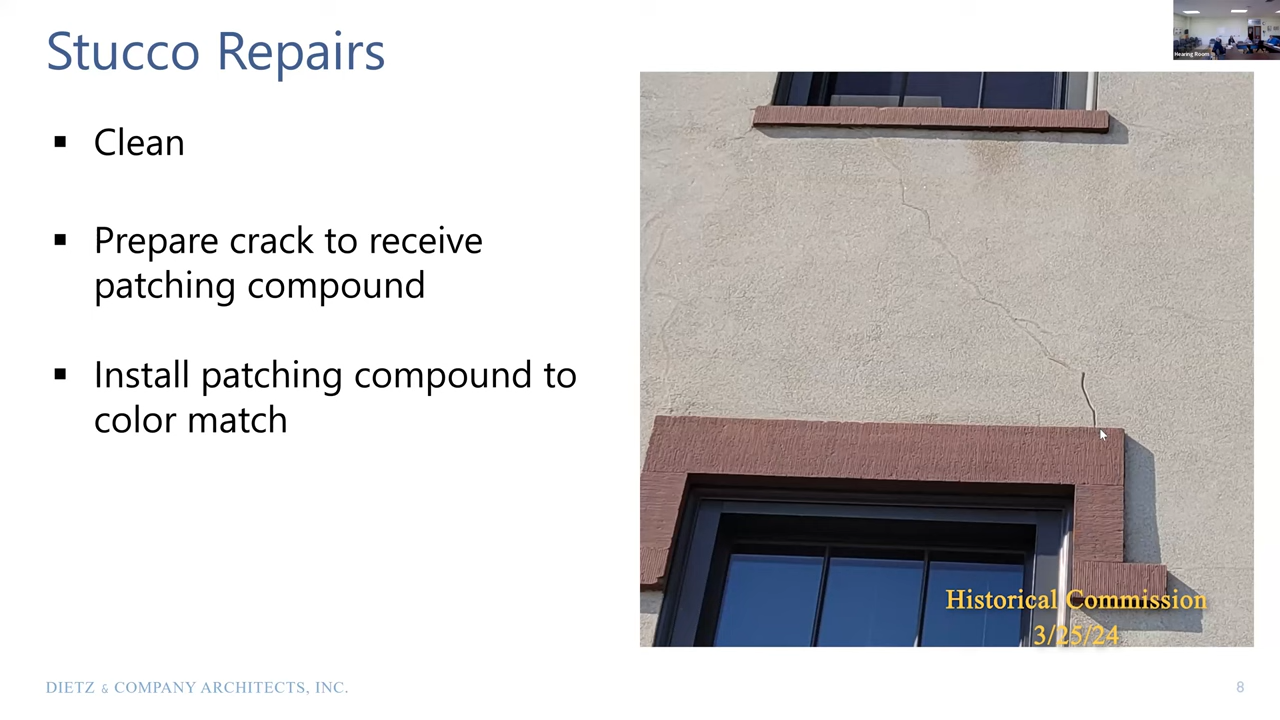 Stucco Repairs
Hearing Room
▪ Clean
▪ Prepare crack to receive
patching compound
▪ Install patching compound to
color match
Historical Commission
3/25/24
DIETZ & COMPANY ARCHITECTS, INC.
8